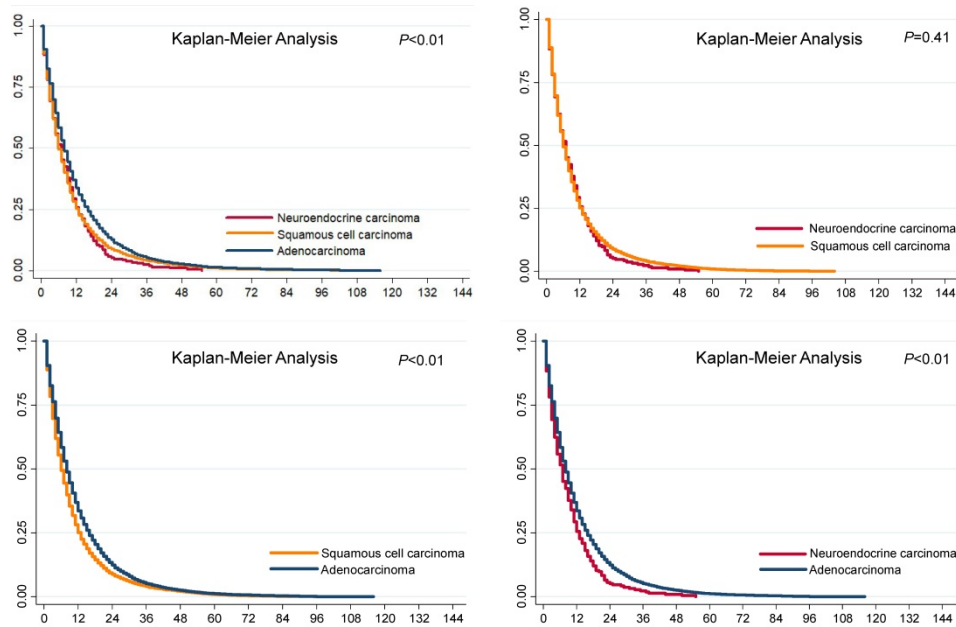 Kaplan-Meier Analysis P<0.01
1.00
0.75
0.50
0.25
0.00
Neuroendocrine carcinoma
Squamous cell carcinoma
Adenocarcinoma
0 12 24 36 48 60 72 84 96 108 120 132 144
Kaplan-Meier Analysis P=0.41
1.00
0.75
0.50
0.25
0.00
Neuroendocrine carcinoma
Squamous cell carcinoma
0 12 24 36 48 60 72 84 96 108 120 132 144
Kaplan-Meier Analysis P<0.01
1.00
0.75
0.50
0.25
0.00
Squamous cell carcinoma
Adenocarcinoma
0 12 24 36 48 60 72 84 96 108 120 132 144
Kaplan-Meier Analysis P<0.01
1.00
0.75
0.50
0.25
0.00
Neuroendocrine carcinoma
Adenocarcinoma
0 12 24 36 48 60 72 84 96 108 120 132 144